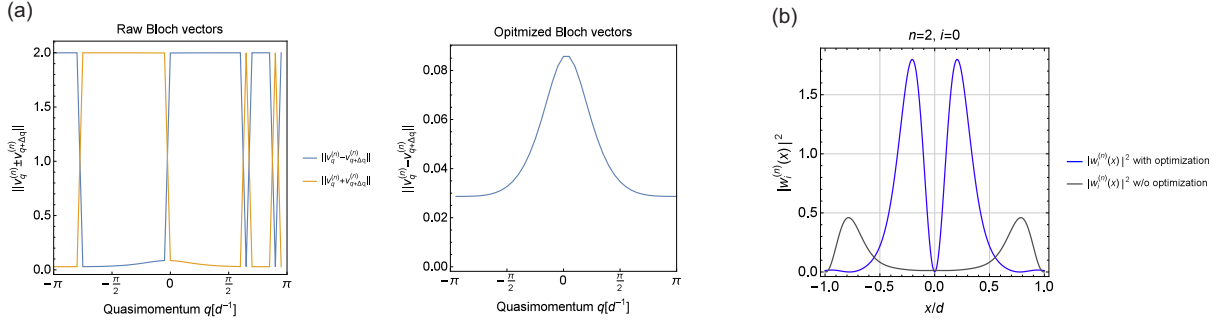 (a)
Raw Bloch vectors
||v_q^(n)±v_{q+Δq}^(n)||
2.0
1.5
1.0
0.5
0.0
−π
−π/2
0
π/2
π
Quasimomentum q[d⁻¹]
||v_q^(n)−v_{q+Δq}^(n)||
||v_q^(n)+v_{q+Δq}^(n)||
Opitmized Bloch vectors
||v_q^(n)−v_{q+Δq}^(n)||
0.08
0.06
0.04
0.02
0.00
−π
−π/2
0
π/2
π
Quasimomentum q[d⁻¹]
(b)
n=2, i=0
|w_i^(n)(x)|²
1.5
1.0
0.5
0.0
−1.0
−0.5
0.0
0.5
1.0
x/d
|w_i^(n)(x)|² with optimization
|w_i^(n)(x)|² w/o optimization